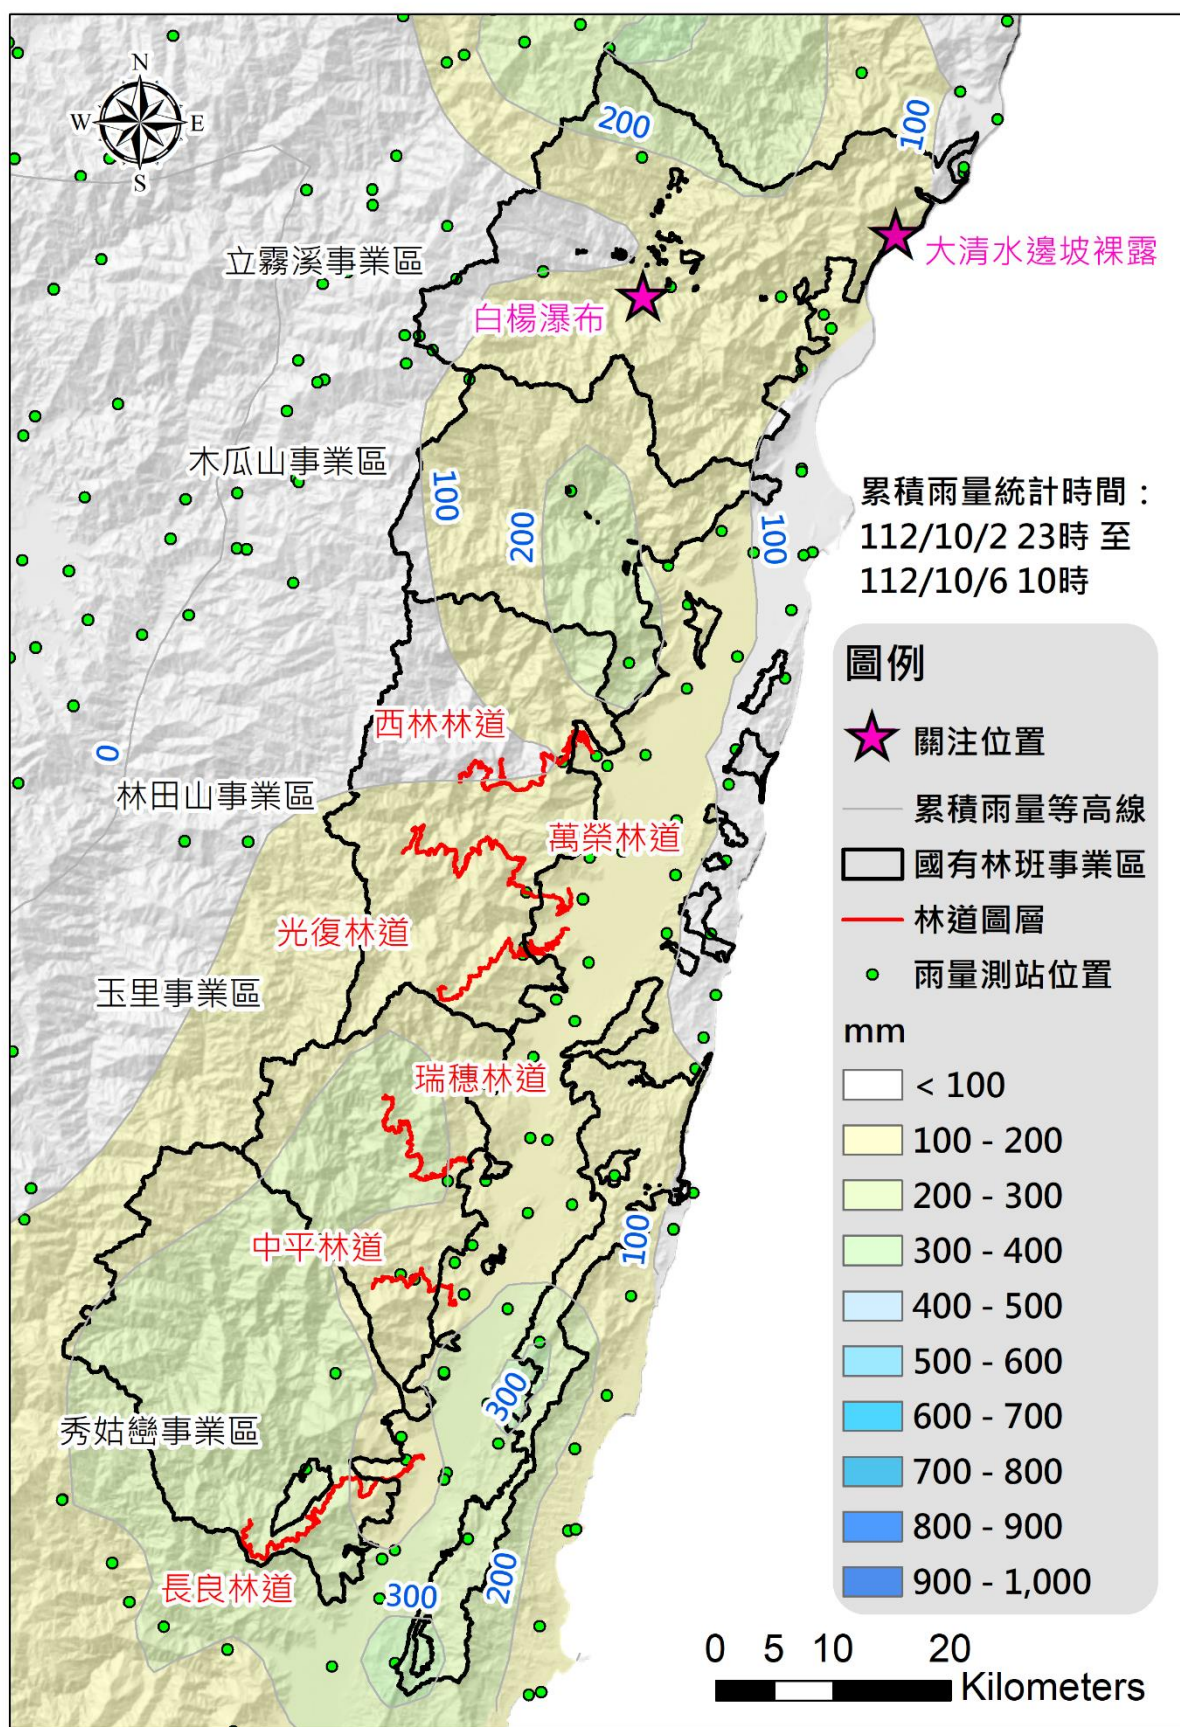 N
W
E
S
200
100
立霧溪事業區
大清水邊坡裸露
白楊瀑布
木瓜山事業區
100
200
100
累積雨量統計時間：
112/10/2 23時 至
112/10/6 10時
圖例
關注位置
累積雨量等高線
國有林班事業區
林道圖層
雨量測站位置
mm
< 100
100 - 200
200 - 300
300 - 400
400 - 500
500 - 600
600 - 700
700 - 800
800 - 900
900 - 1,000
西林林道
0
林田山事業區
萬榮林道
光復林道
玉里事業區
瑞穗林道
中平林道
100
300
秀姑巒事業區
長良林道
300
200
0 5 10 20
Kilometers